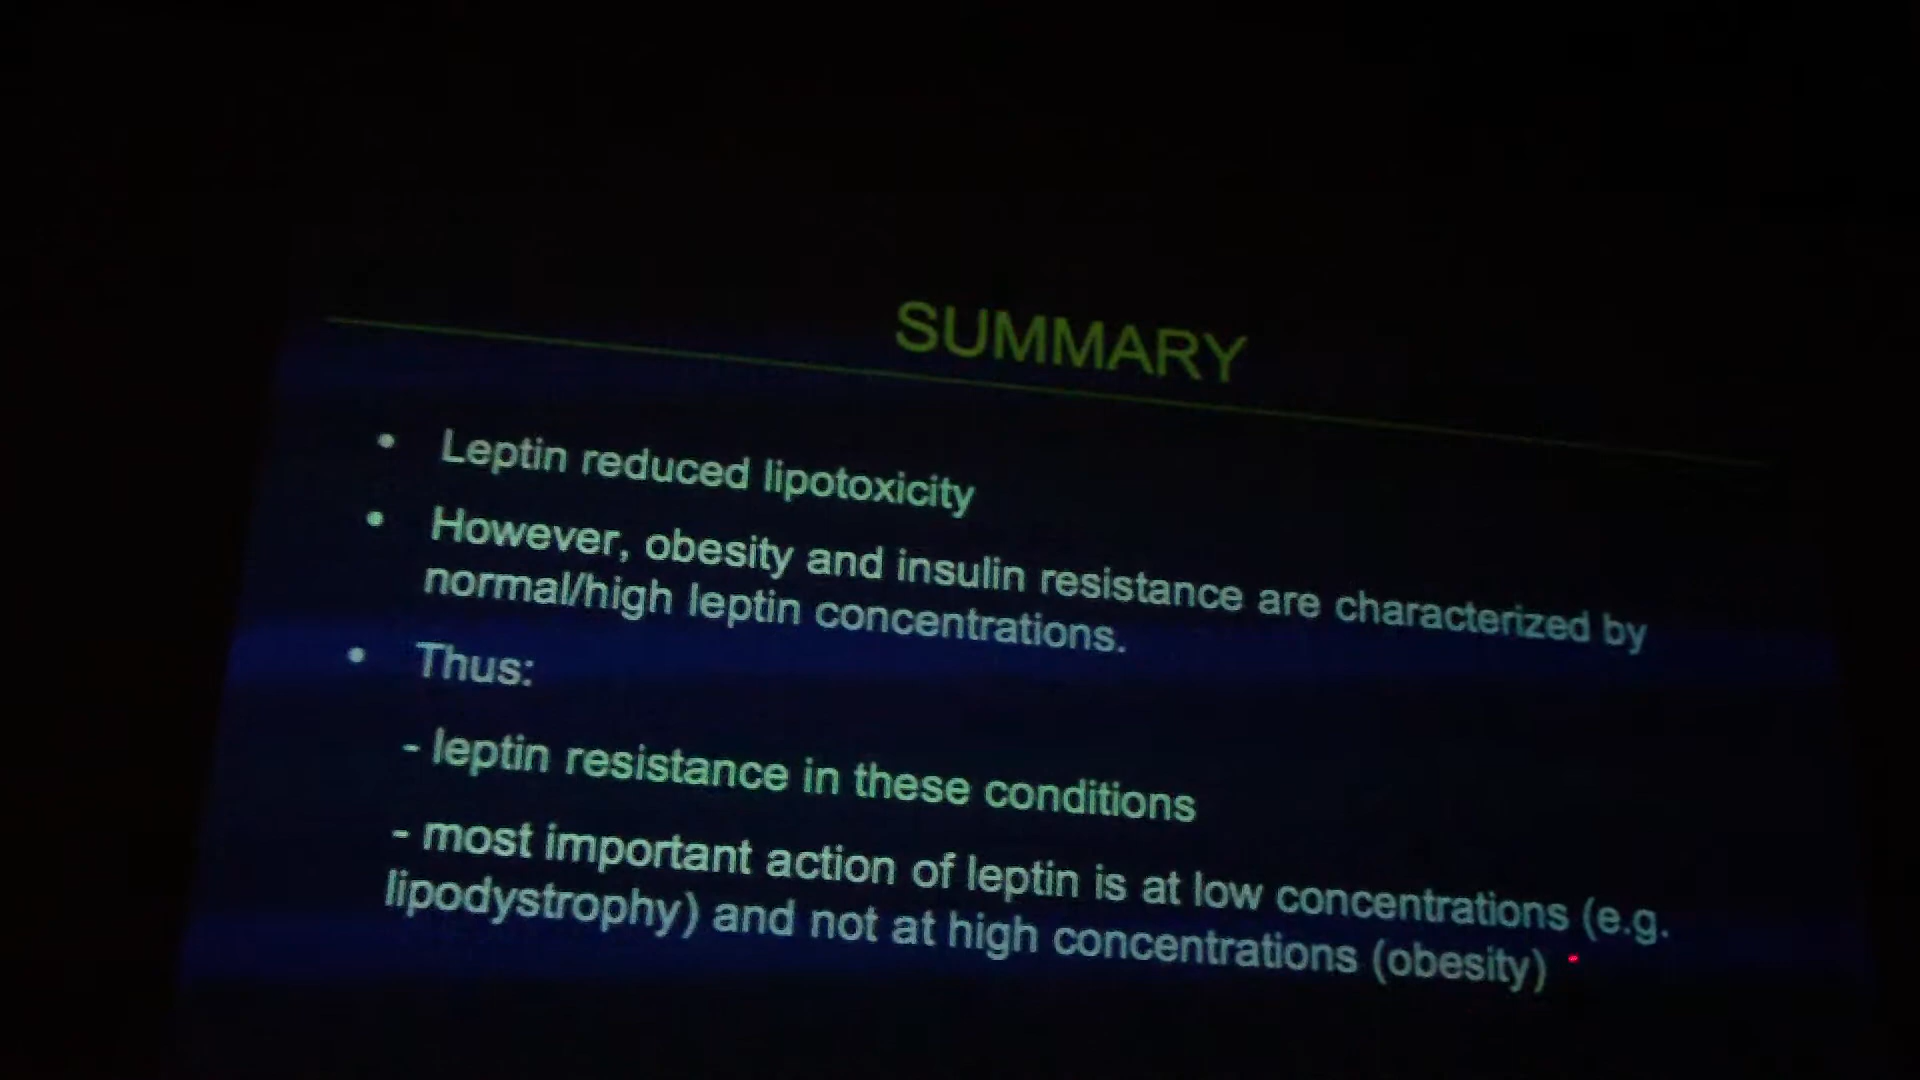 SUMMARY
• Leptin reduced lipotoxicity
• However, obesity and insulin resistance are characterized by
normal/high leptin concentrations.
• Thus:
- leptin resistance in these conditions
- most important action of leptin is at low concentrations (e.g.
lipodystrophy) and not at high concentrations (obesity)